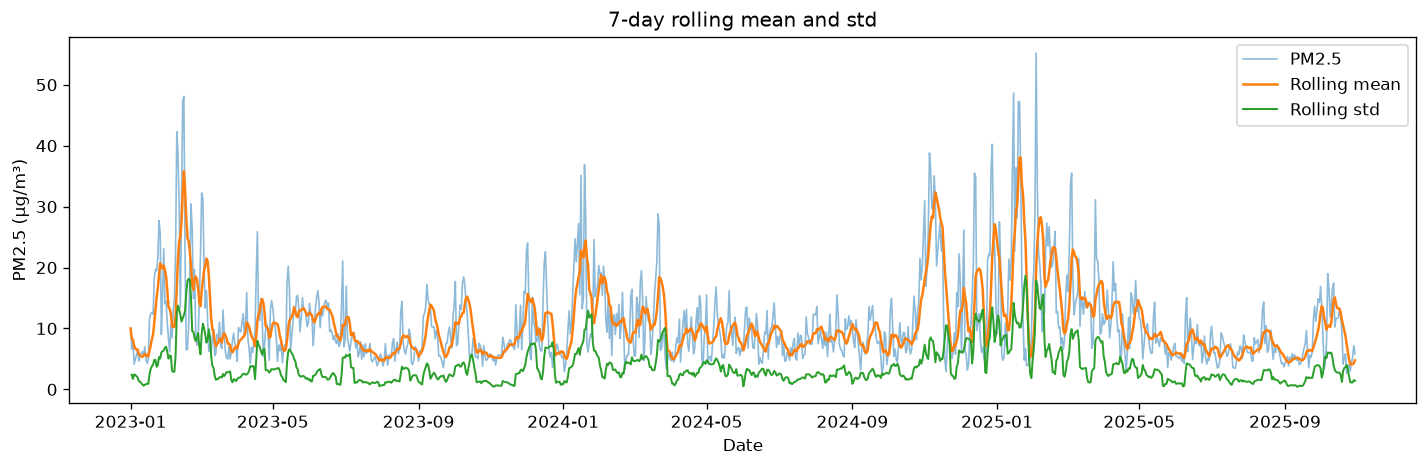 7-day rolling mean and std
PM2.5 (µg/m³)
50
40
30
20
10
0
PM2.5
Rolling mean
Rolling std
2023-01 2023-05 2023-09 2024-01 2024-05 2024-09 2025-01 2025-05 2025-09
Date